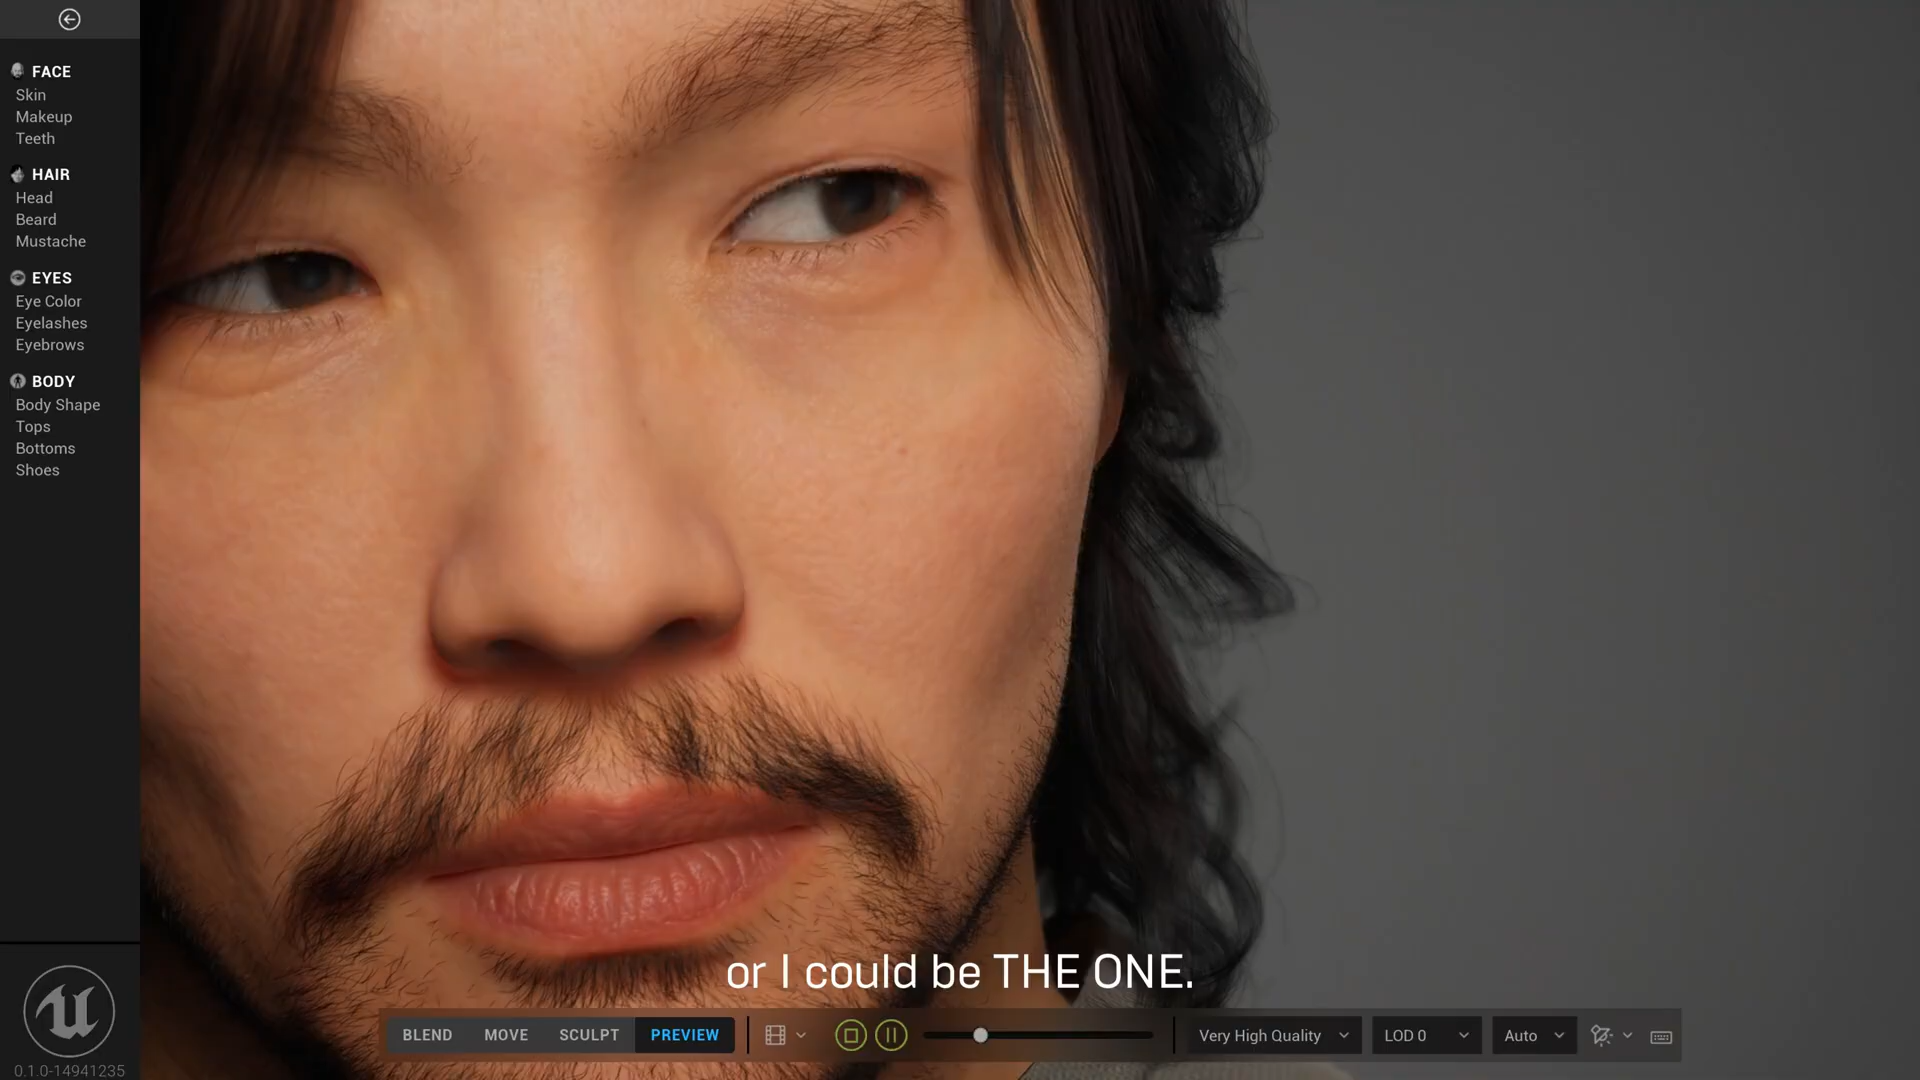 FACE
Skin
Makeup
Teeth
HAIR
Head
Beard
Mustache
EYES
Eye Color
Eyelashes
Eyebrows
BODY
Body Shape
Tops
Bottoms
Shoes
or I could be THE ONE.
BLEND MOVE SCULPT PREVIEW Very High Quality LOD 0 Auto
0.1.0-14941235